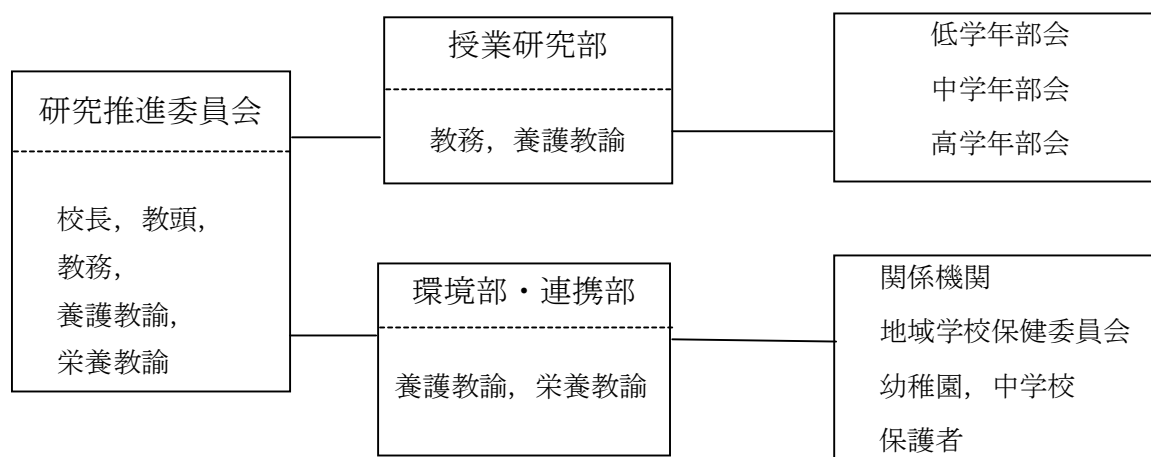 研究推進委員会
校長，教頭，
教務，
養護教諭，
栄養教諭
授業研究部
教務，養護教諭
低学年部会
中学年部会
高学年部会
環境部・連携部
養護教諭，栄養教諭
関係機関
地域学校保健委員会
幼稚園，中学校
保護者